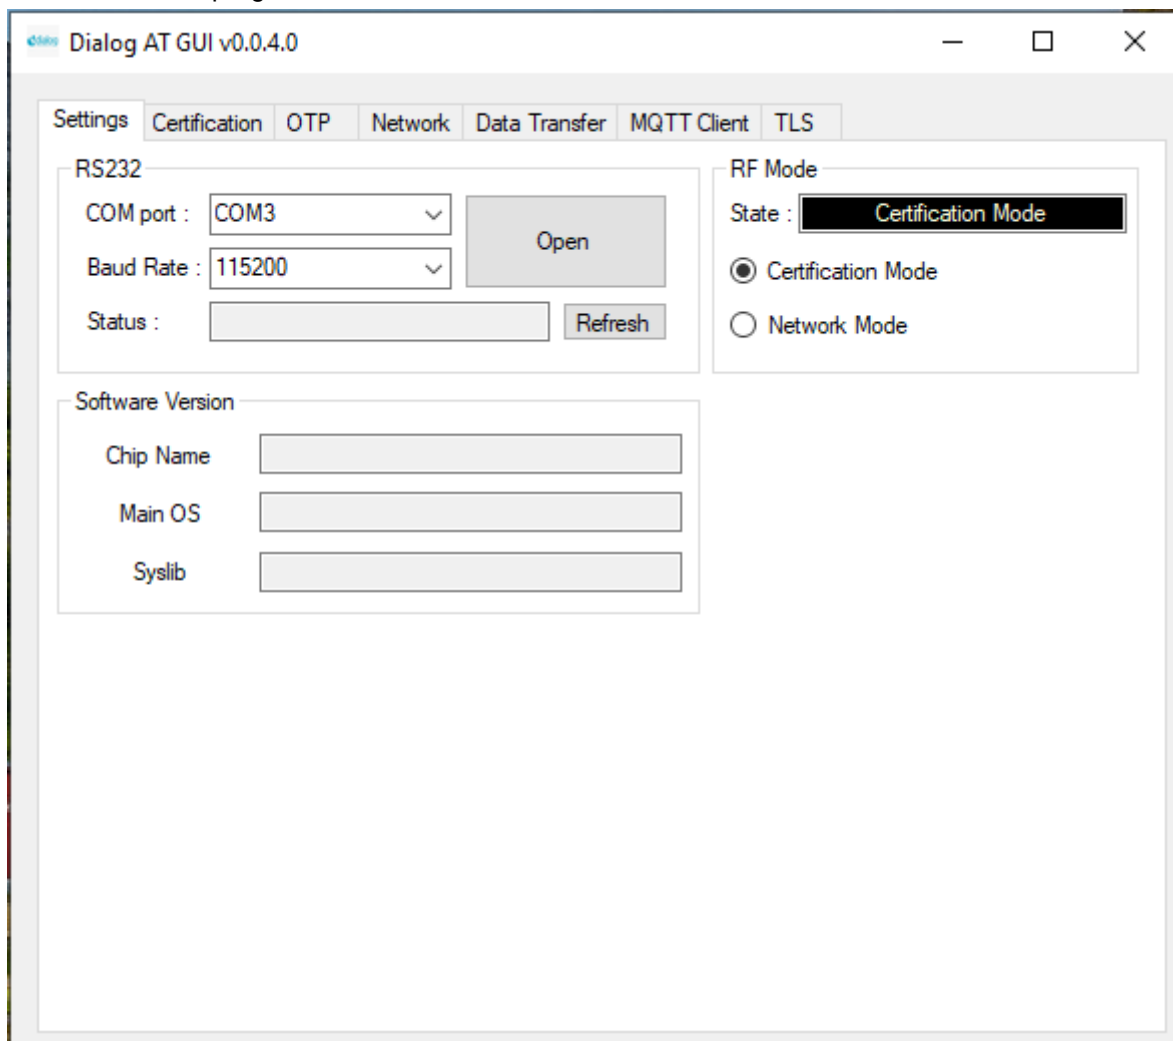 Dialog AT GUI v0.0.4.0
Settings Certification OTP Network Data Transfer MQTT Client TLS
RS232
COM port : COM3
Open
Baud Rate : 115200
Status :
Refresh
RF Mode
State : Certification Mode
Certification Mode
Network Mode
Software Version
Chip Name
Main OS
Syslib